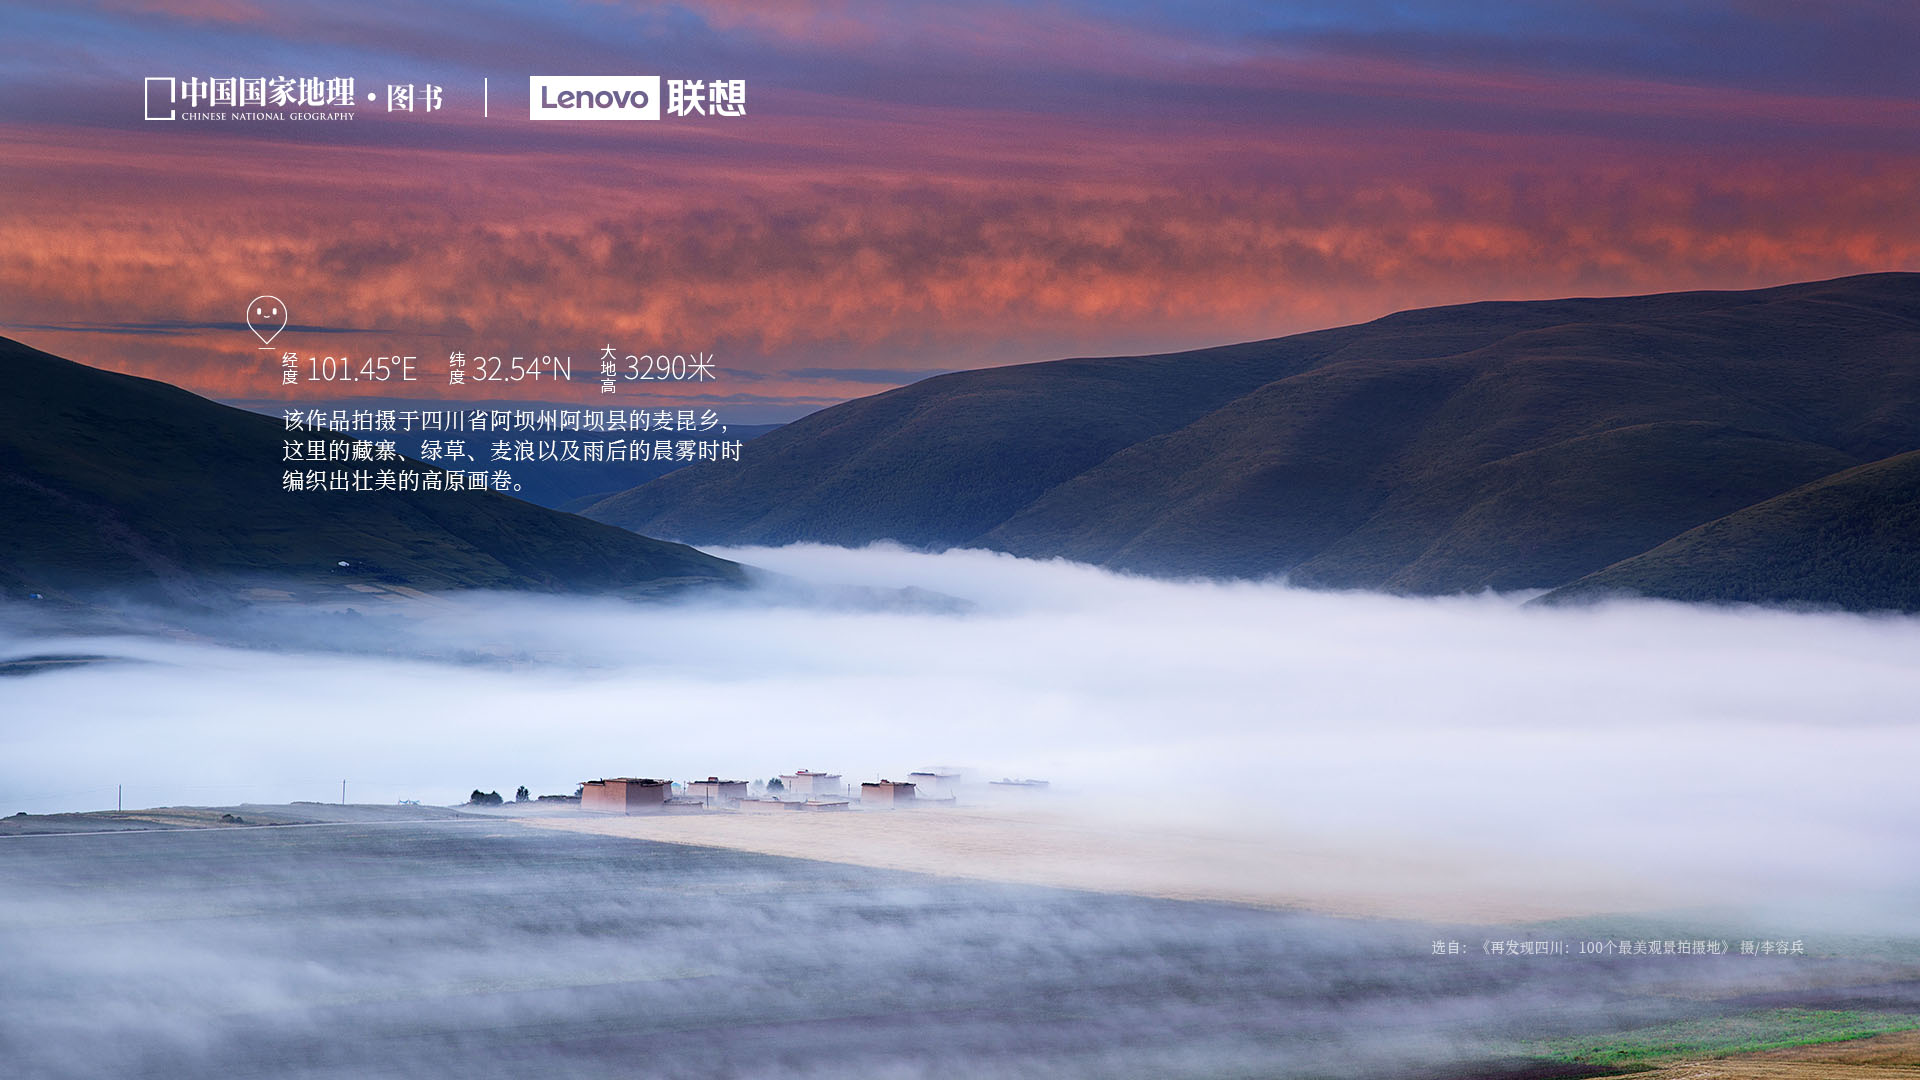 中国国家地理·图书
CHINESE NATIONAL GEOGRAPHY
Lenovo 联想
经度 101.45°E 纬度 32.54°N 大地高 3290米
该作品拍摄于四川省阿坝州阿坝县的麦昆乡,
这里的藏寨、绿草、麦浪以及雨后的晨雾时时
编织出壮美的高原画卷。
选自:《再发现四川:100个最美观景拍摄地》 摄/李容兵